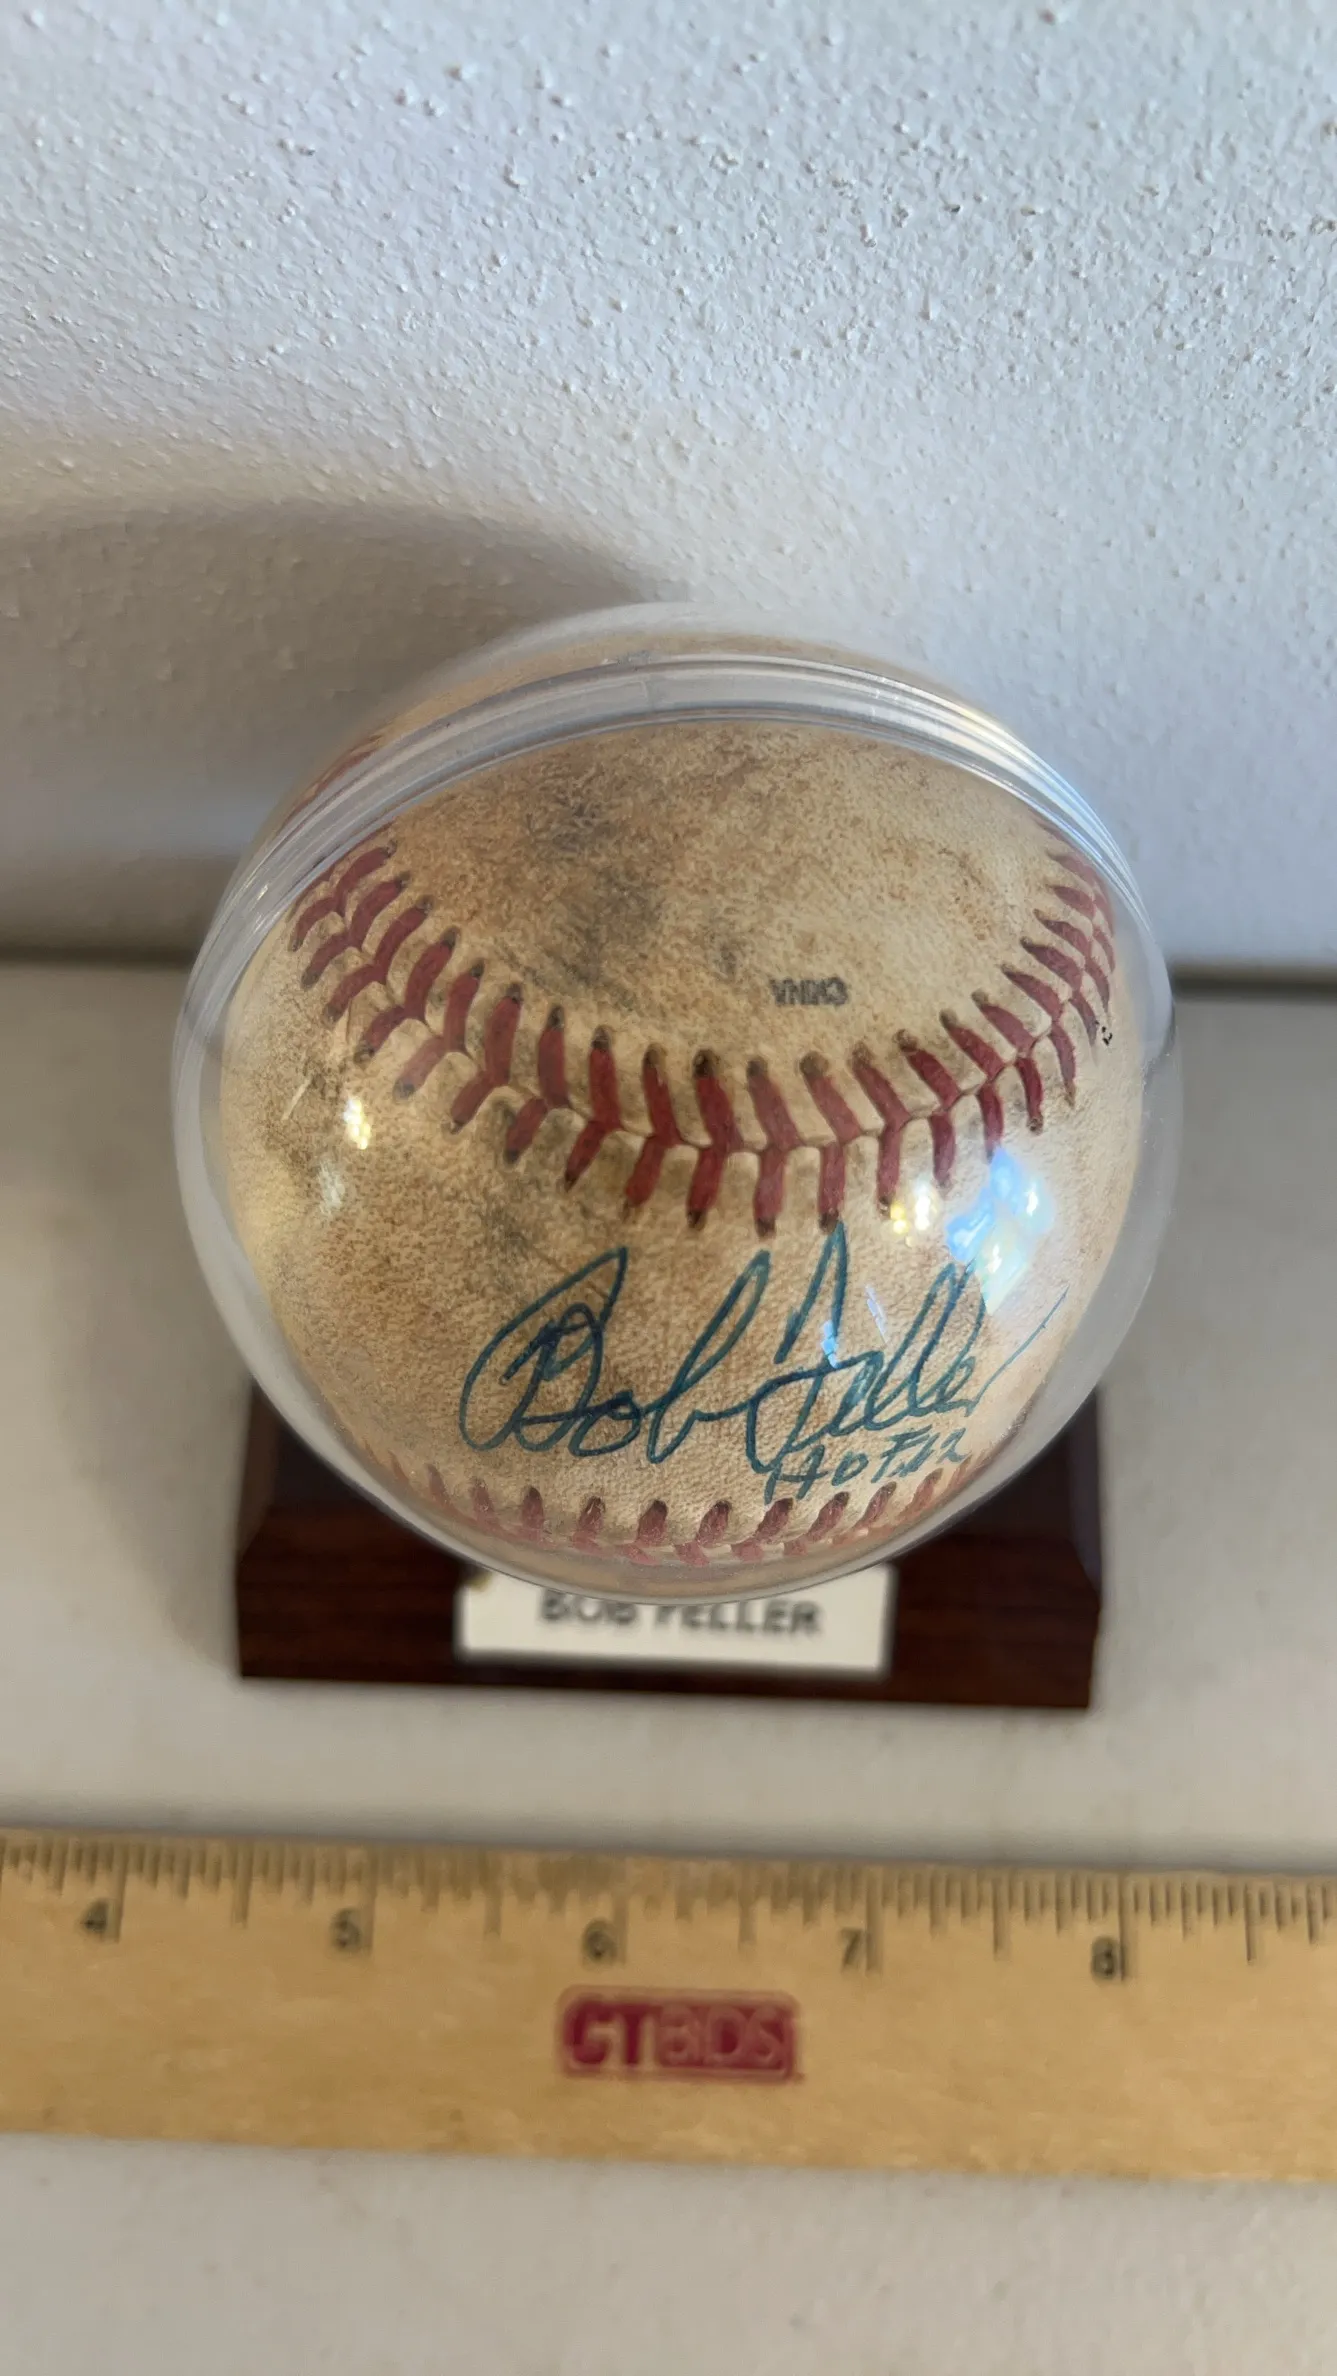 CHINA
Bob Feller
HOF 62
BOB FELLER
4 5 6 7 8
CTBIDS